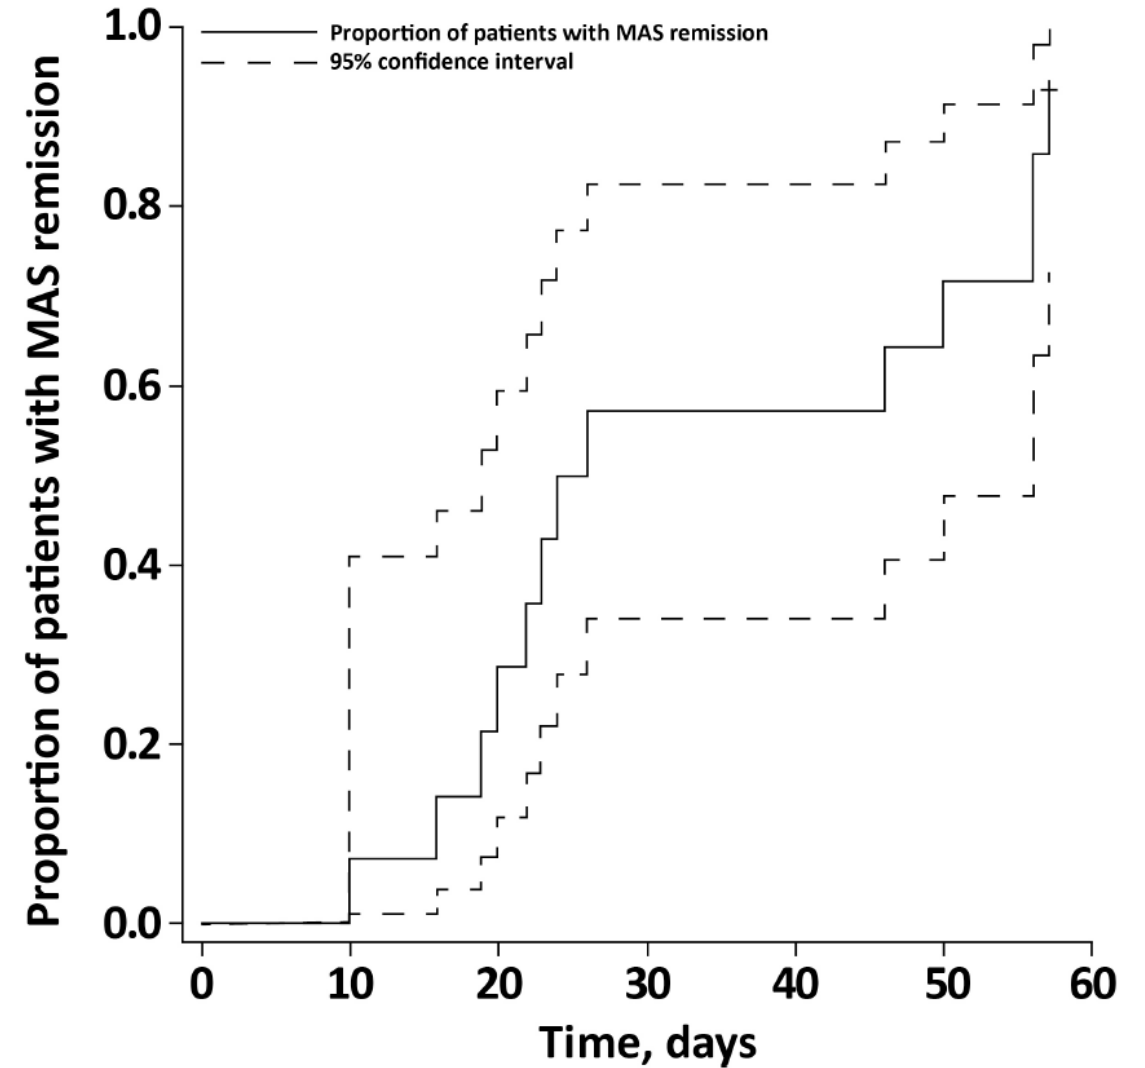 Proportion of patients with MAS remission
95% confidence interval
Proportion of patients with MAS remission
1.0
0.8
0.6
0.4
0.2
0.0
0 10 20 30 40 50 60
Time, days